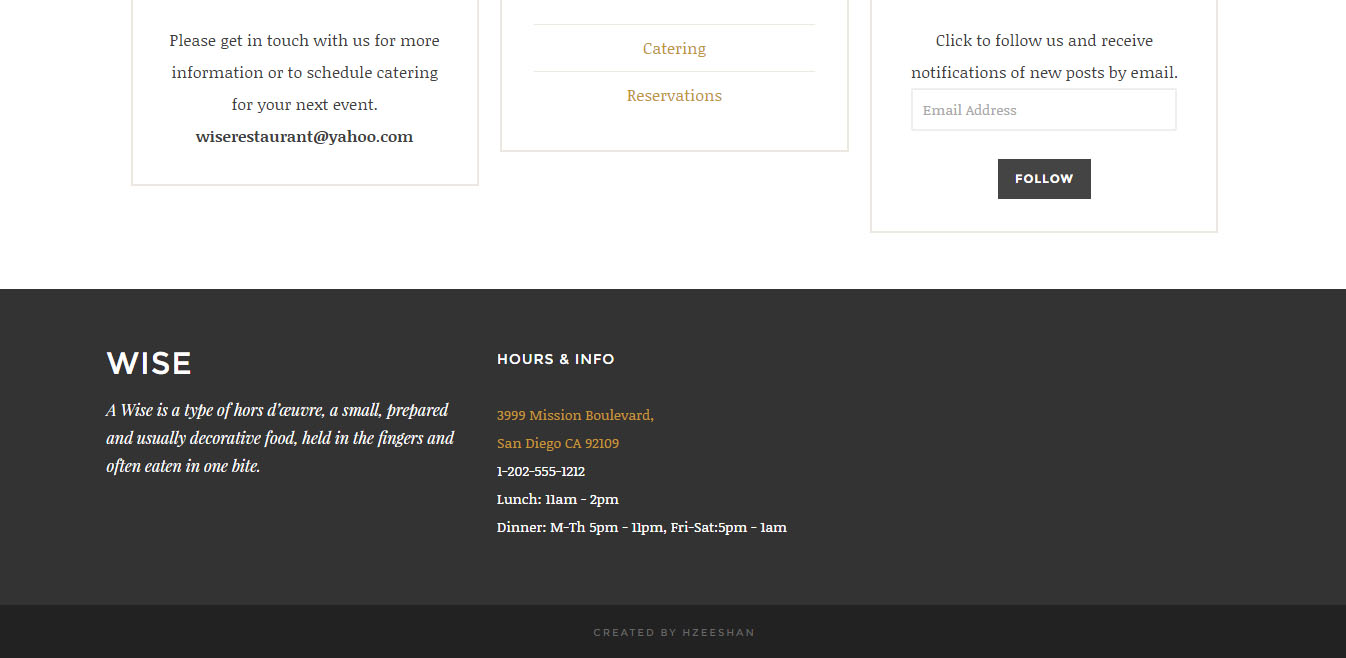 Please get in touch with us for more
information or to schedule catering
for your next event.
wiserestaurant@yahoo.com
Catering
Reservations
Click to follow us and receive
notifications of new posts by email.
Email Address
FOLLOW
WISE
A Wise is a type of hors d’œuvre, a small, prepared
and usually decorative food, held in the fingers and
often eaten in one bite.
HOURS & INFO
3999 Mission Boulevard,
San Diego CA 92109
1-202-555-1212
Lunch: 11am - 2pm
Dinner: M-Th 5pm - 11pm, Fri-Sat:5pm - 1am
CREATED BY HZEESHAN